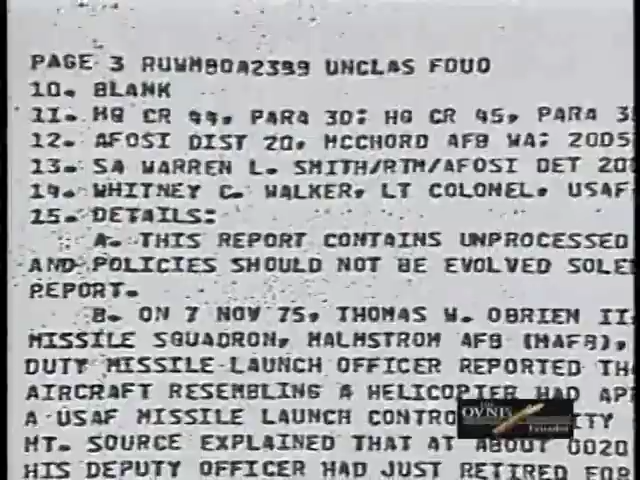 PAGE 3 RUWMBOA2399 UNCLAS FOUO
10. BLANK
11. HQ CR 44, PARA 30; HQ CR 45, PARA 3
12. AFOSI DIST 20, MCCHORD AFB WA; 20D5
13. SA WARREN L. SMITH/RTM/AFOSI DET 20
14. WHITNEY C. WALKER, LT COLONEL, USAF
15. DETAILS:
A. THIS REPORT CONTAINS UNPROCESSED
AND POLICIES SHOULD NOT BE EVOLVED SOLE
REPORT.
B. ON 7 NOV 75, THOMAS W. OBRIEN II
MISSILE SQUADRON, MALMSTROM AFB (MAFB),
DUTY MISSILE LAUNCH OFFICER REPORTED TH
AIRCRAFT RESEMBLING A HELICOPTER HAD AP
A USAF MISSILE LAUNCH CONTRO ITY
MT. SOURCE EXPLAINED THAT AT ABOUT 0020
HIS DEPUTY OFFICER HAD JUST RETIRED FOR
OVNIS
Ecuador